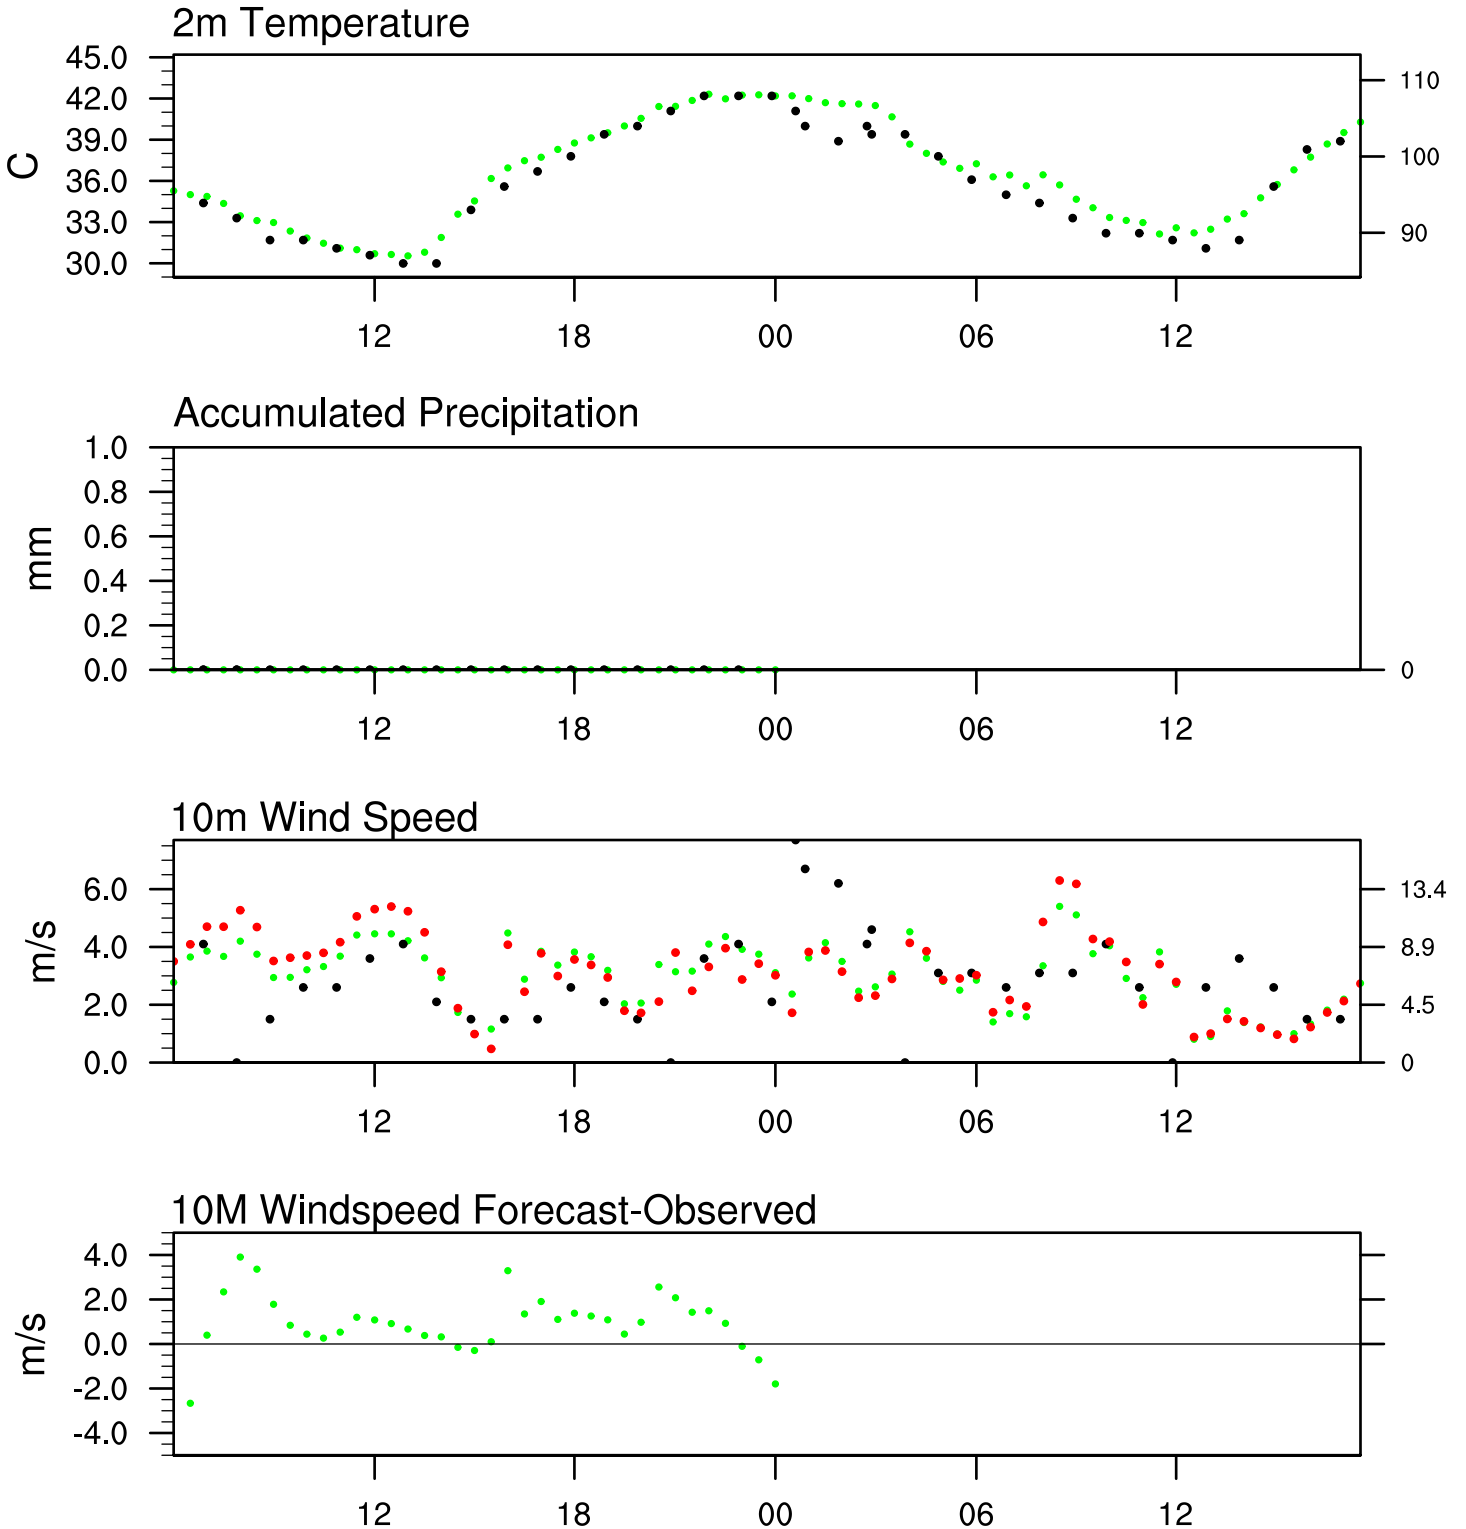 2m Temperature
45.0
42.0
39.0
36.0
33.0
30.0
C
110
100
90
12 18 00 06 12
Accumulated Precipitation
1.0
0.8
0.6
0.4
0.2
0.0
mm
0
12 18 00 06 12
10m Wind Speed
6.0
4.0
2.0
0.0
m/s
13.4
8.9
4.5
0
12 18 00 06 12
10M Windspeed Forecast-Observed
4.0
2.0
0.0
-2.0
-4.0
m/s
12 18 00 06 12